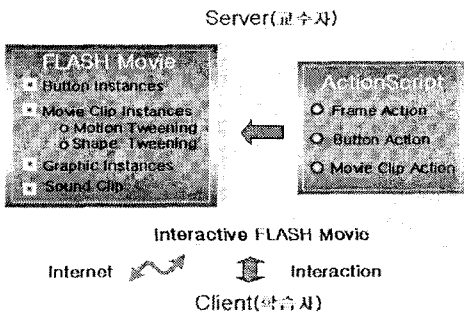 Server(교수자)
FLASH Movie
Button Instances
Movie Clip Instances
Motion Tweening
Shape Tweening
Graphic Instances
Sound Clip
ActionScript
Frame Action
Button Action
Movie Clip Action
Interactive FLASH Movie
Internet
Interaction
Client(학습자)